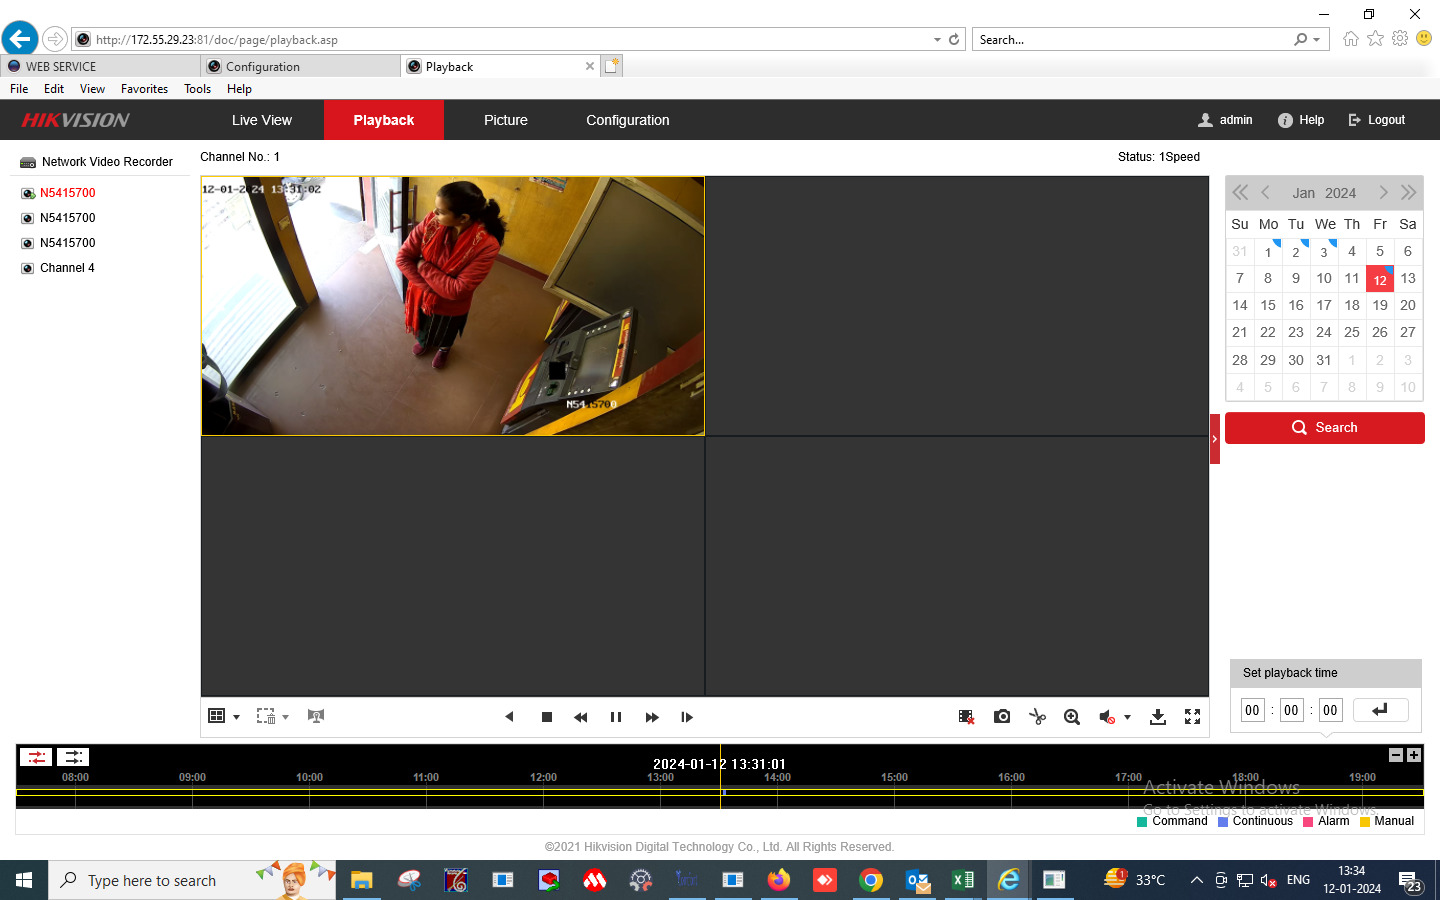 http://172.55.29.23:81/doc/page/playback.asp
Search...
WEB SERVICE
Configuration
Playback
File Edit View Favorites Tools Help
HIKVISION
Live View
Playback
Picture
Configuration
admin
Help
Logout
Network Video Recorder
N5415700
N5415700
N5415700
Channel 4
Channel No.: 1
Status: 1Speed
12-01-2024 13:31:02
N5415700
Jan 2024
Su Mo Tu We Th Fr Sa
31 1 2 3 4 5 6
7 8 9 10 11 12 13
14 15 16 17 18 19 20
21 22 23 24 25 26 27
28 29 30 31 1 2 3
4 5 6 7 8 9 10
Search
Set playback time
00 : 00 : 00
2024-01-12 13:31:01
08:00 09:00 10:00 11:00 12:00 13:00 14:00 15:00 16:00 17:00 18:00 19:00
Activate Windows
Go to Settings to activate Windows.
Command Continuous Alarm Manual
©2021 Hikvision Digital Technology Co., Ltd. All Rights Reserved.
Type here to search
33°C
ENG
13:34
12-01-2024
23